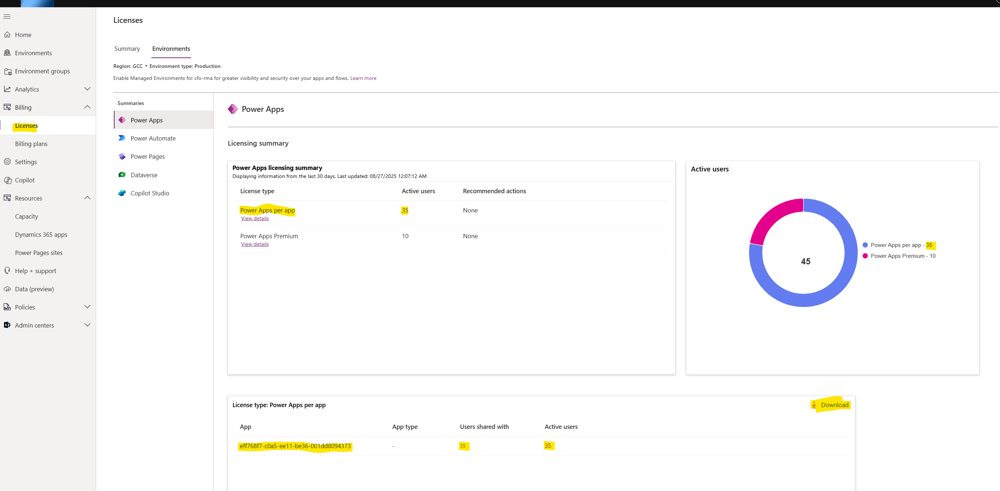 Home
Environments
Environment groups
Analytics
Billing
Licenses
Billing plans
Settings
Copilot
Resources
Capacity
Dynamics 365 apps
Power Pages sites
Help + support
Data (preview)
Policies
Admin centers
Licenses
Summary Environments
Region: GCC • Environment type: Production
Enable Managed Environments for cfo-rma for greater visibility and security over your apps and flows. Learn more
Summaries
Power Apps
Power Automate
Power Pages
Dataverse
Copilot Studio
Power Apps
Licensing summary
Power Apps licensing summary
Displaying information from the last 30 days. Last updated: 08/27/2025 12:07:12 AM
License type Active users Recommended actions
Power Apps per app 35 None
View details
Power Apps Premium 10 None
View details
Active users
45
Power Apps per app - 35
Power Apps Premium - 10
License type: Power Apps per app
Download
App App type Users shared with Active users
eff768f7-c0a5-ee11-be36-001dd8094373 - 35 35